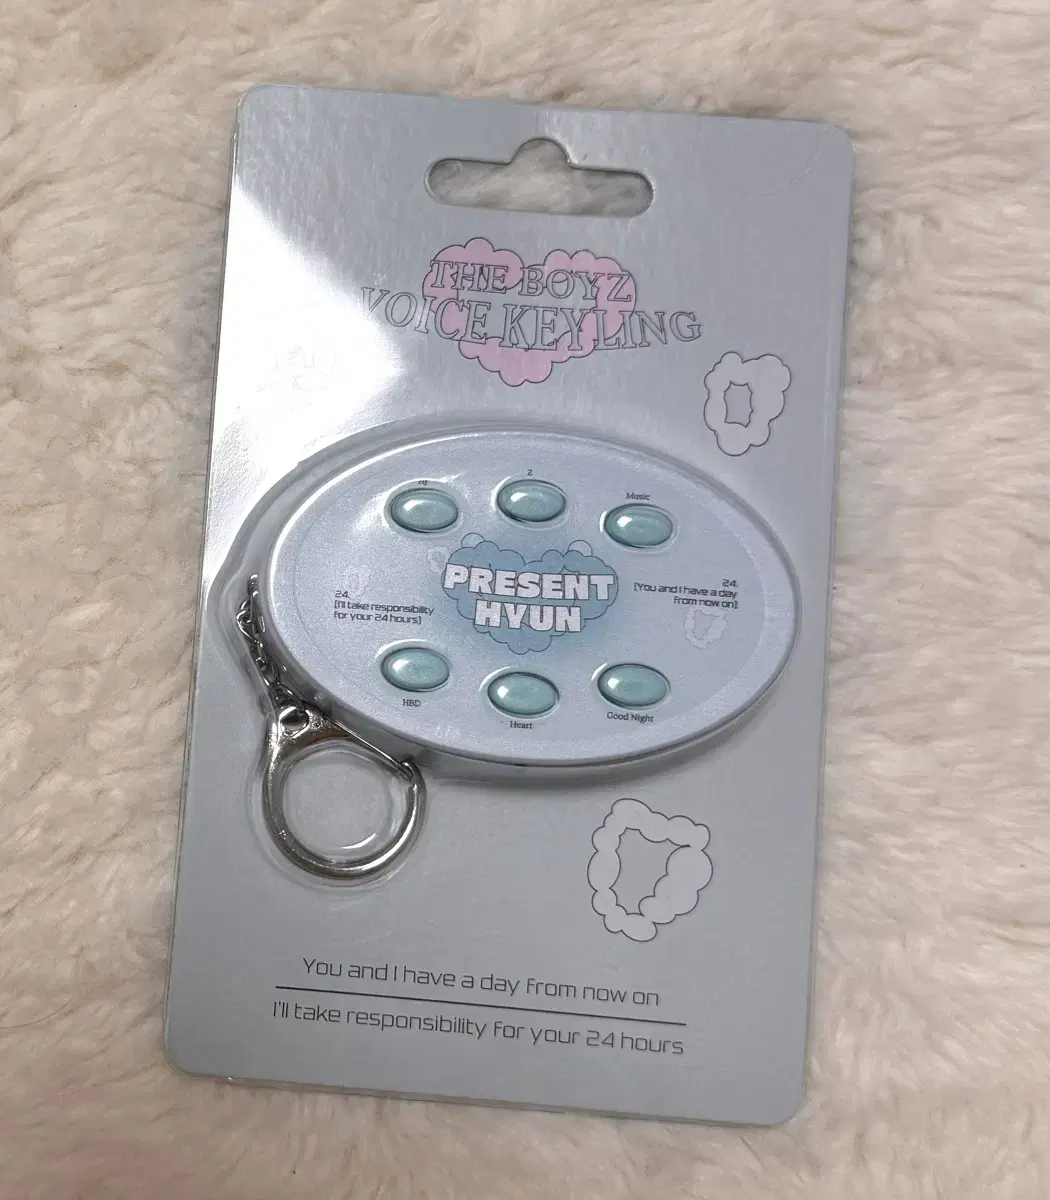 THE BOYZ
VOICE KEYLING
Z
Music
PRESENT
HYUN
24.
[I'll take responsibility
for your 24 hours]
24.
[You and I have a day
from now on]
HBD
Heart
Good Night
You and I have a day from now on
I'll take responsibility for your 24 hours